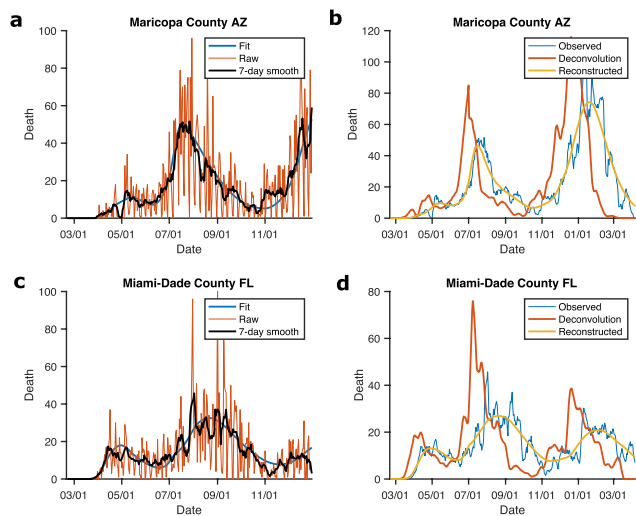 a
Maricopa County AZ
Death
100
80
60
40
20
0
Fit
Raw
7-day smooth
03/01 05/01 07/01 09/01 11/01
Date
b
Maricopa County AZ
Death
120
100
80
60
40
20
0
Observed
Deconvolution
Reconstructed
03/01 05/01 07/01 09/01 11/01 01/01 03/01
Date
c
Miami-Dade County FL
Death
100
80
60
40
20
0
Fit
Raw
7-day smooth
03/01 05/01 07/01 09/01 11/01
Date
d
Miami-Dade County FL
Death
80
60
40
20
0
Observed
Deconvolution
Reconstructed
03/01 05/01 07/01 09/01 11/01 01/01 03/01
Date